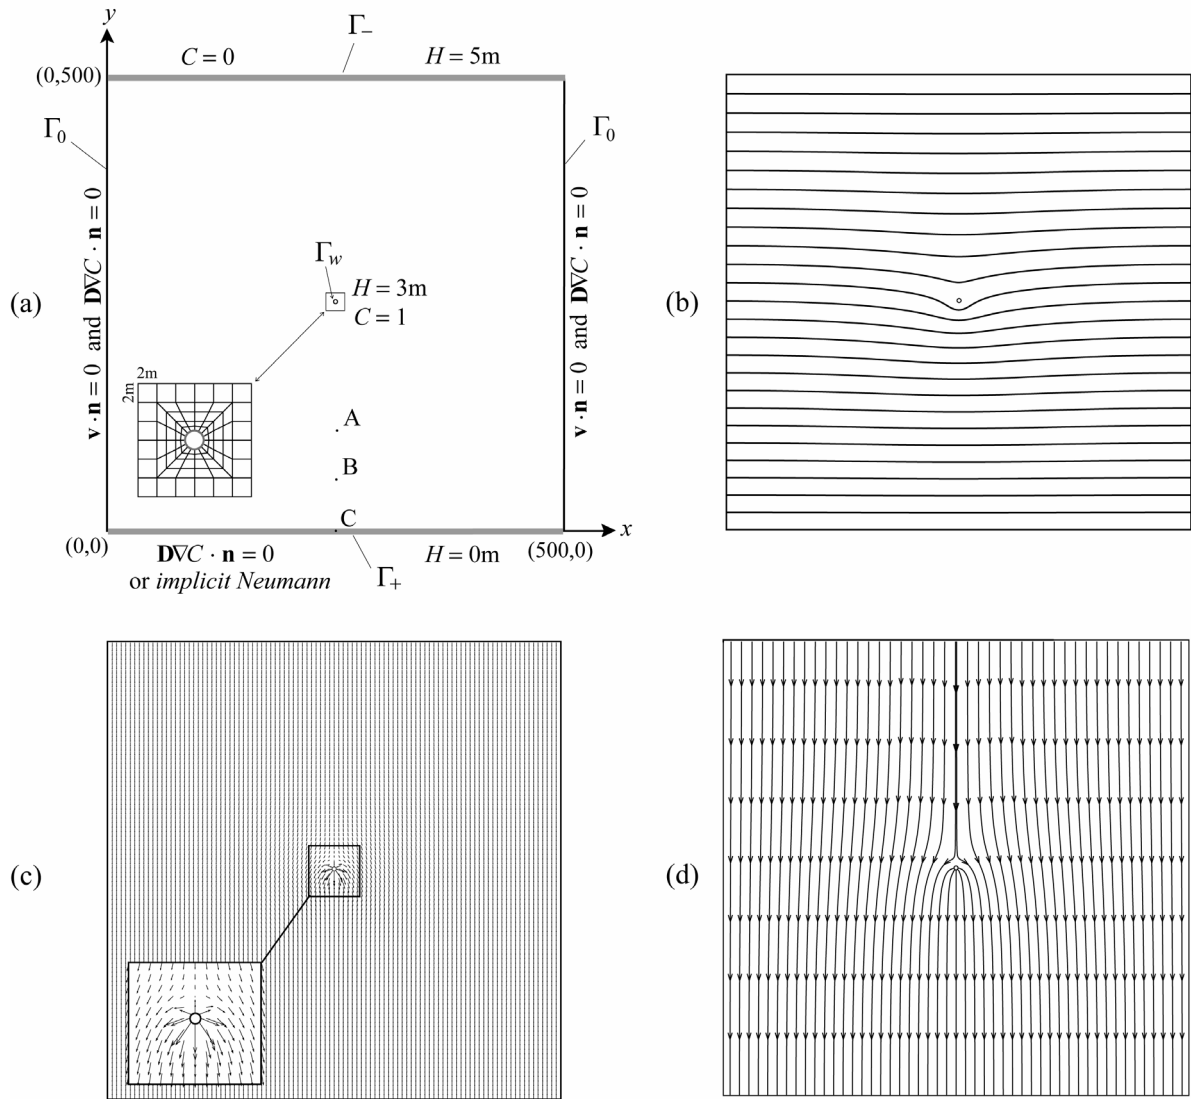 y
Γ₋
C = 0
H = 5m
(0,500)
Γ₀
Γ₀
v · n = 0 and D∇C · n = 0
v · n = 0 and D∇C · n = 0
Γw
H = 3m
C = 1
(a)
(b)
2m
2m
A
B
C
x
(0,0)
D∇C · n = 0
H = 0m
(500,0)
or implicit Neumann
Γ₊
(c)
(d)